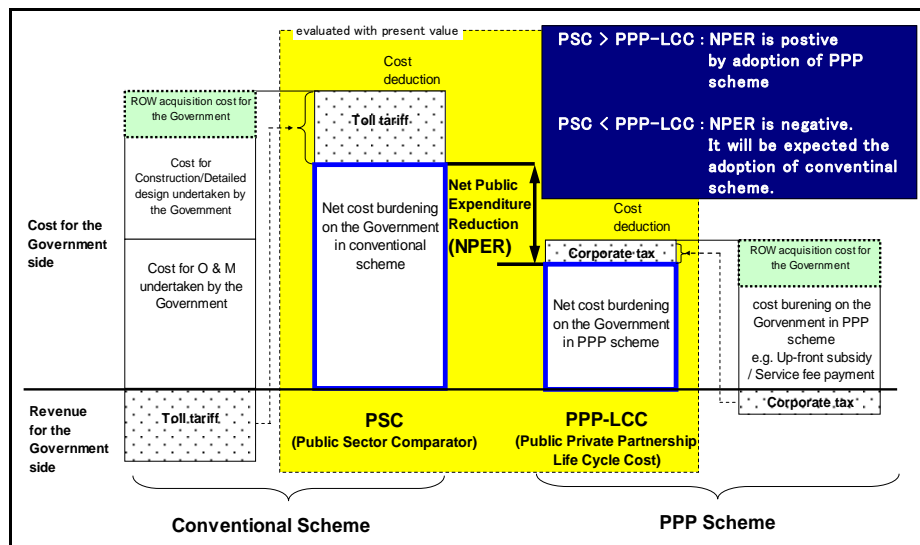 evaluated with present value
PSC > PPP-LCC : NPER is postive
by adoption of PPP
scheme
PSC < PPP-LCC : NPER is negative.
It will be expected the
adoption of conventinal
scheme.
Cost
deduction
ROW acquisition cost for
the Government
Toll tariff
Cost for
Construction/Detailed
design undertaken by
the Government
Net Public
Expenditure
Reduction
(NPER)
Cost
deduction
Net cost burdening
on the Government
in conventional
scheme
Cost for the
Government
side
Cost for O & M
undertaken by the
Government
Corporate tax
ROW acquisition cost for
the Government
Net cost burdening
on the Government
in PPP scheme
cost burening on the
Gorvenment in PPP
scheme
e.g. Up-front subsidy
/ Service fee payment
Revenue
for the
Government
side
Toll tariff
PSC
(Public Sector Comparator)
PPP-LCC
(Public Private Partnership
Life Cycle Cost)
Corporate tax
Conventional Scheme
PPP Scheme